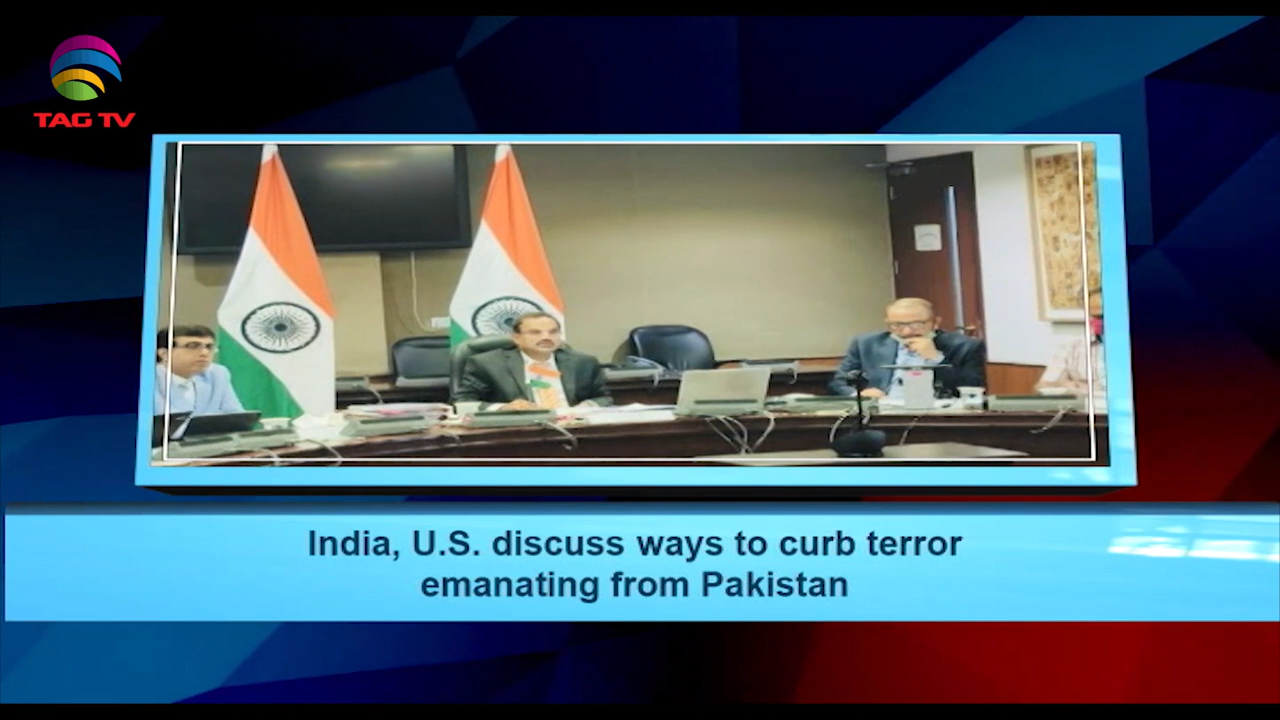 TAG TV
India, U.S. discuss ways to curb terror
emanating from Pakistan